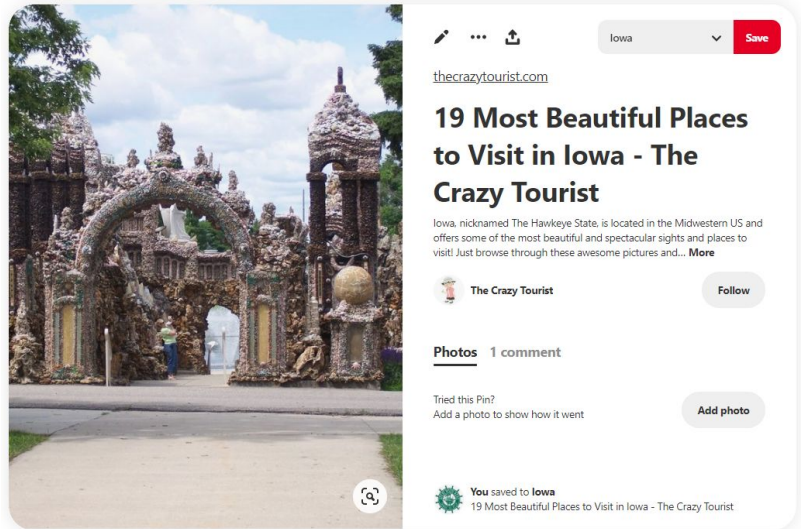 Iowa
Save
thecrazytourist.com
19 Most Beautiful Places
to Visit in Iowa - The
Crazy Tourist
Iowa, nicknamed The Hawkeye State, is located in the Midwestern US and
offers some of the most beautiful and spectacular sights and places to
visit! Just browse through these awesome pictures and... More
The Crazy Tourist
Follow
Photos 1 comment
Tried this Pin?
Add a photo to show how it went
Add photo
You saved to Iowa
19 Most Beautiful Places to Visit in Iowa - The Crazy Tourist